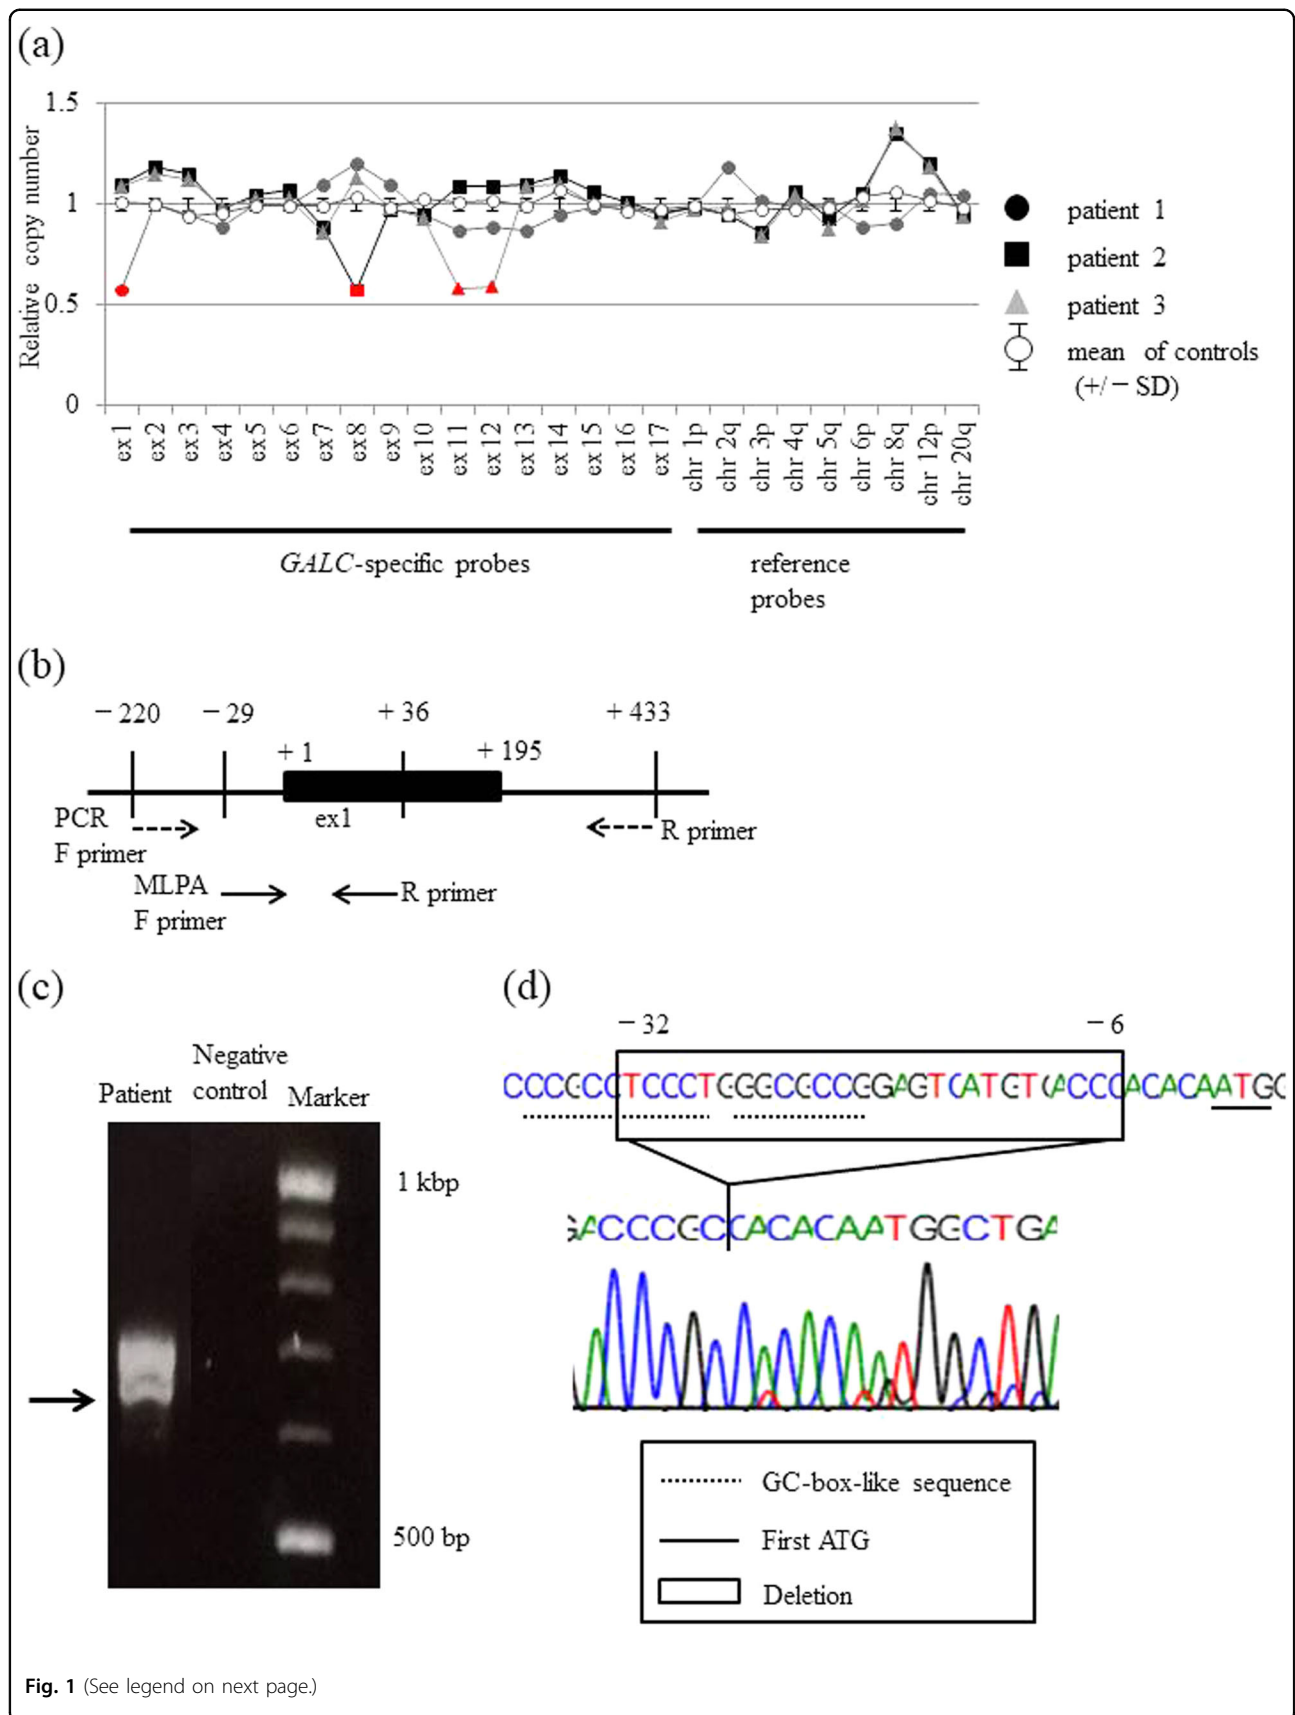 (a)
1.5
1
0.5
0
Relative copy number
ex 1
ex 2
ex 3
ex 4
ex 5
ex 6
ex 7
ex 8
ex 9
ex 10
ex 11
ex 12
ex 13
ex 14
ex 15
ex 16
ex 17
chr 1p
chr 2q
chr 3p
chr 4q
chr 5q
chr 6p
chr 8q
chr 12p
chr 20q
patient 1
patient 2
patient 3
mean of controls
(+/− SD)
GALC-specific probes
reference
probes
(b)
−220 −29 +36 +433
+1 +195
ex1
PCR
F primer
R primer
MLPA
F primer
R primer
(c)
Patient
Negative
control
Marker
1 kbp
500 bp
(d)
−32 −6
CCCGCCTCCCTGGGCGCCGGAGTCATGTGACCCACACAATGG
GACCCGCCACACAATGGCTGA
GC-box-like sequence
First ATG
Deletion
Fig. 1 (See legend on next page.)